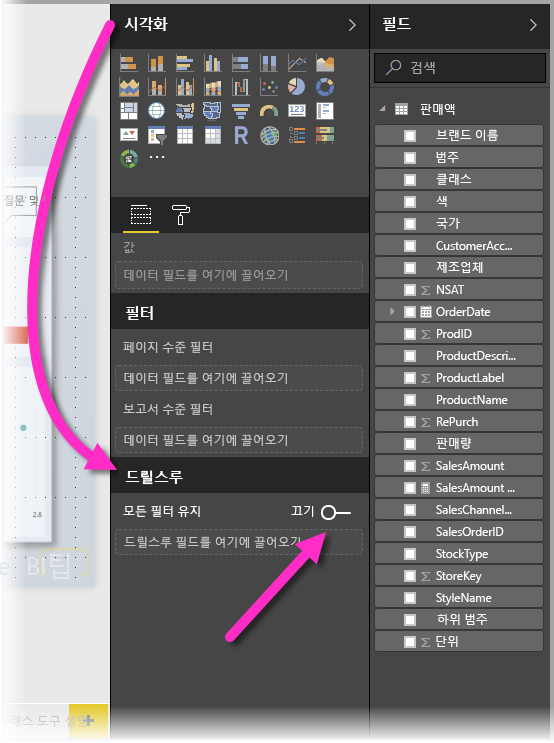 시각화
값
데이터 필드를 여기에 끌어오기
필터
페이지 수준 필터
데이터 필드를 여기에 끌어오기
보고서 수준 필터
데이터 필드를 여기에 끌어오기
드릴스루
모든 필터 유지 끄기
드릴스루 필드를 여기에 끌어오기
필드
검색
판매액
브랜드 이름
범주
클래스
색
국가
CustomerAcc...
제조업체
NSAT
OrderDate
ProdID
ProductDescri...
ProductLabel
ProductName
RePurch
판매량
SalesAmount
SalesAmount ...
SalesChannel...
SalesOrderID
StockType
StoreKey
StyleName
하위 범주
단위
질문 및
2.8
BI팁
래스 도구 설명
123
R